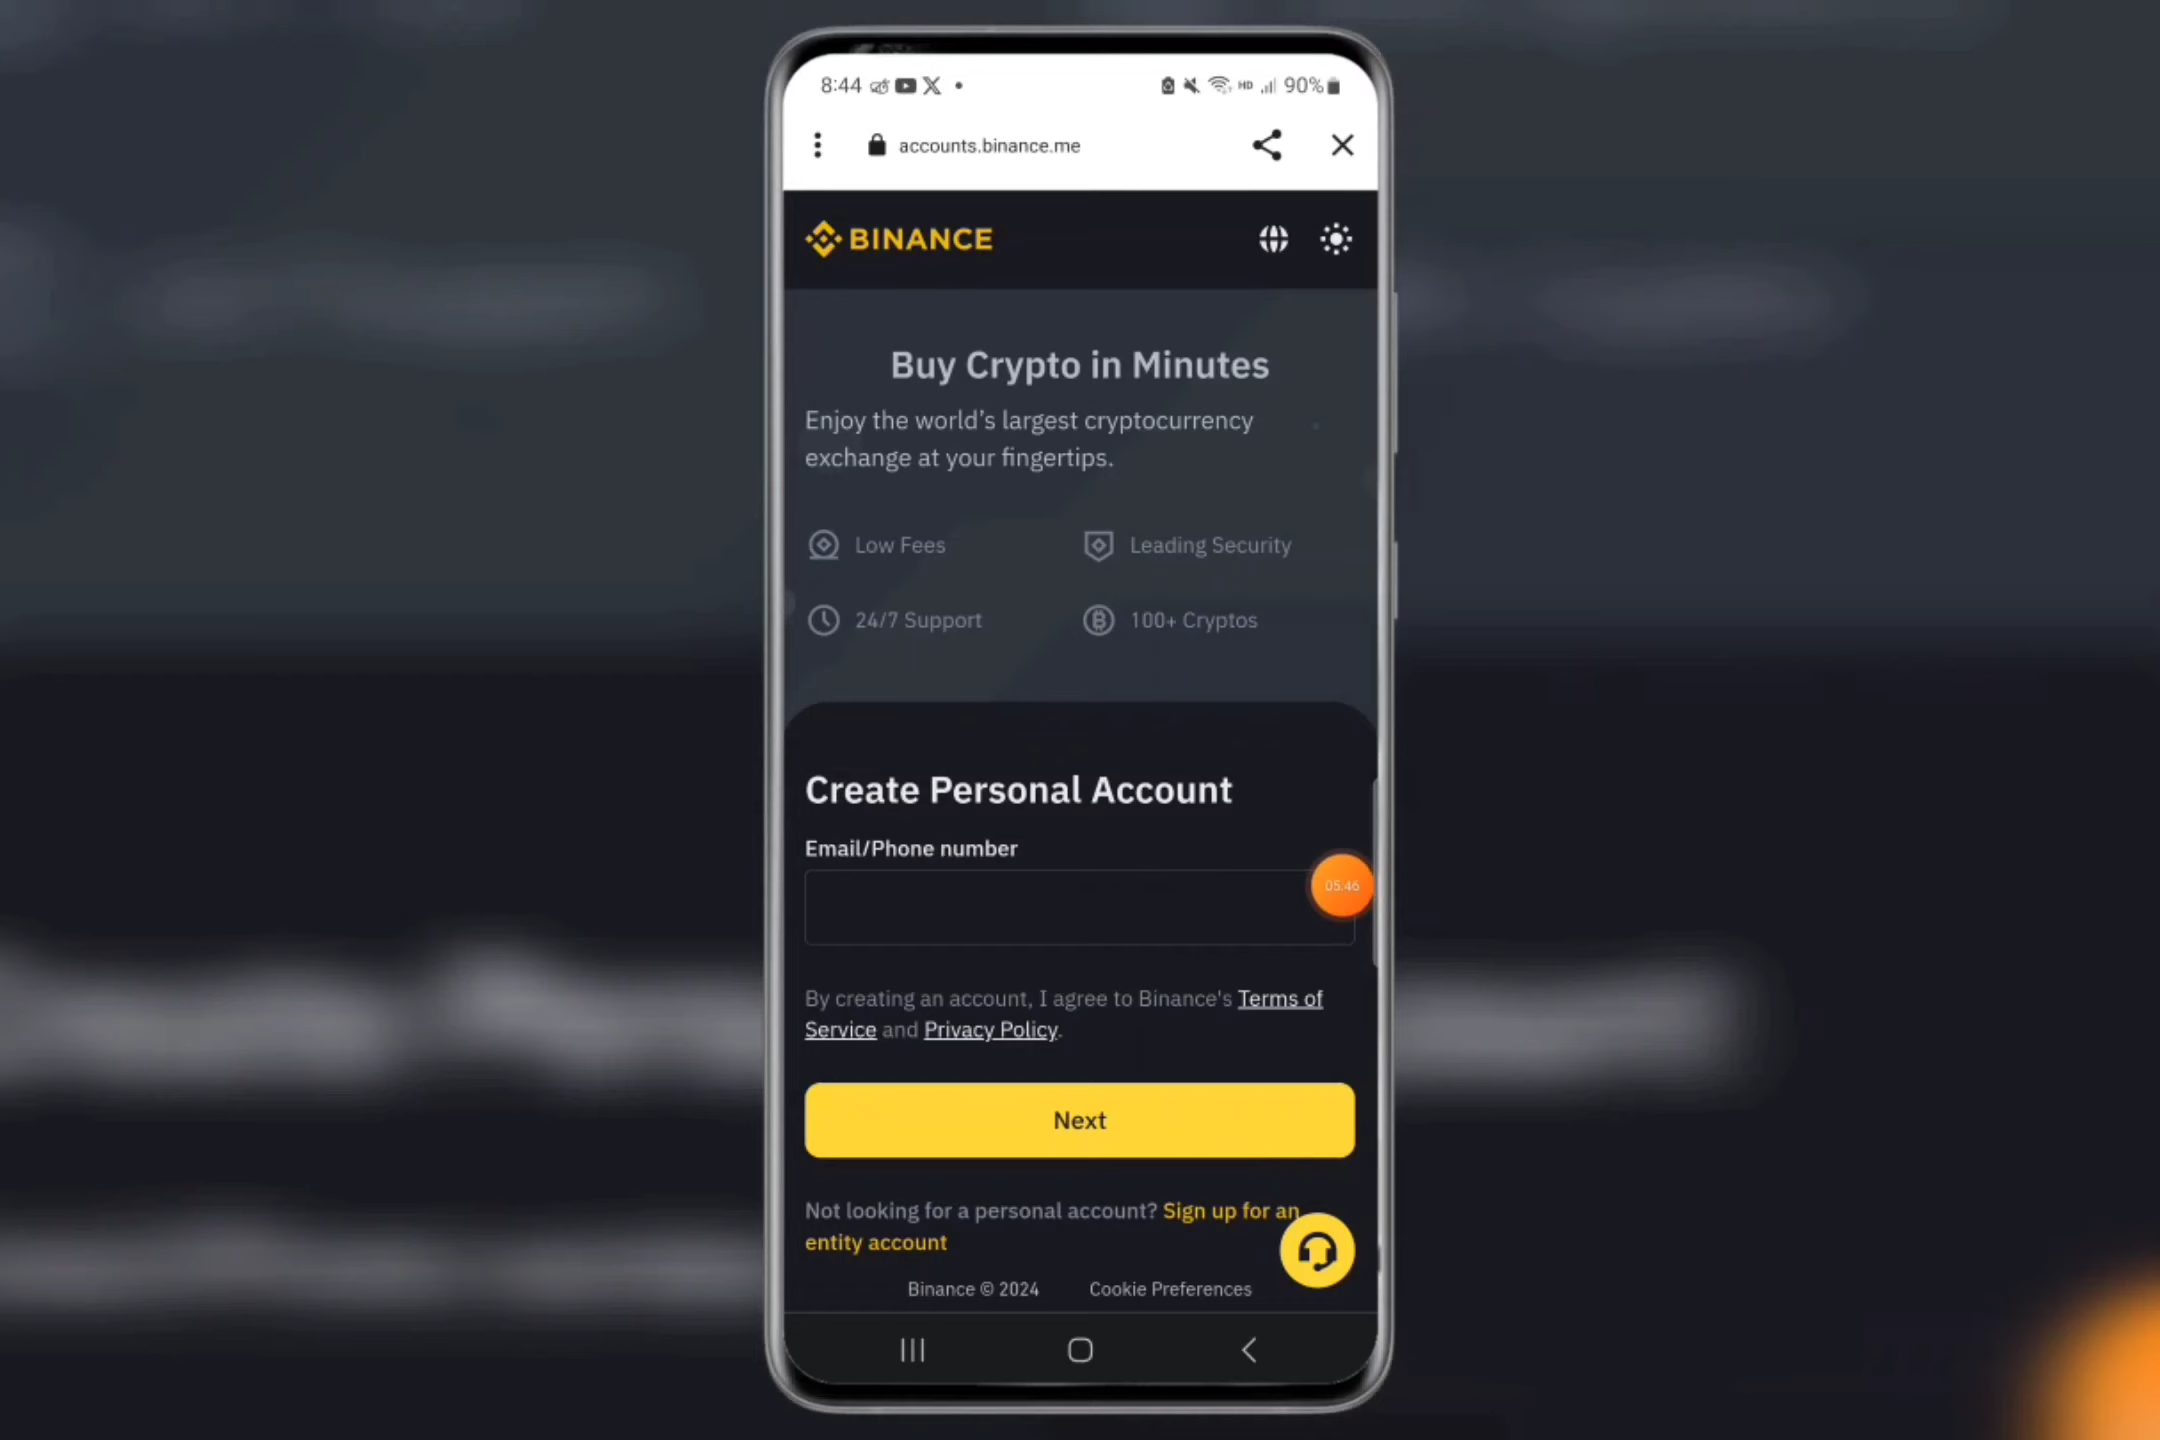 8:44
HD 90%
accounts.binance.me
BINANCE
Buy Crypto in Minutes
Enjoy the world's largest cryptocurrency
exchange at your fingertips.
Low Fees
Leading Security
24/7 Support
100+ Cryptos
Create Personal Account
Email/Phone number
05:46
By creating an account, I agree to Binance's Terms of
Service and Privacy Policy.
Next
Not looking for a personal account? Sign up for an
entity account
Binance © 2024
Cookie Preferences